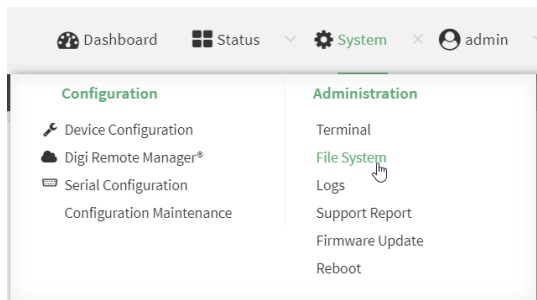 Dashboard Status System admin
Configuration
Device Configuration
Digi Remote Manager®
Serial Configuration
Configuration Maintenance
Administration
Terminal
File System
Logs
Support Report
Firmware Update
Reboot